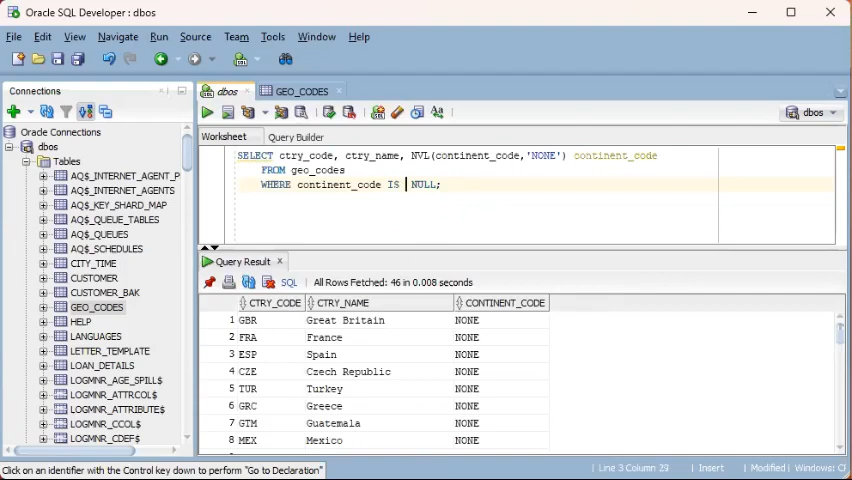 Oracle SQL Developer : dbos
File Edit View Navigate Run Source Team Tools Window Help
Connections
dbos
GEO_CODES
dbos
Worksheet Query Builder
Oracle Connections
dbos
Tables
AQ$_INTERNET_AGENT_P
AQ$_INTERNET_AGENTS
AQ$_KEY_SHARD_MAP
AQ$_QUEUE_TABLES
AQ$_QUEUES
AQ$_SCHEDULES
CITY_TIME
CUSTOMER
CUSTOMER_BAK
GEO_CODES
HELP
LANGUAGES
LETTER_TEMPLATE
LOAN_DETAILS
LOGMNR_AGE_SPILL$
LOGMNR_ATTRCOL$
LOGMNR_ATTRIBUTE$
LOGMNR_CCOL$
LOGMNR_CDEF$
SELECT ctry_code, ctry_name, NVL(continent_code,'NONE') continent_code
FROM geo_codes
WHERE continent_code IS NULL;
Query Result
SQL All Rows Fetched: 46 in 0.008 seconds
CTRY_CODE CTRY_NAME CONTINENT_CODE
1 GBR Great Britain NONE
2 FRA France NONE
3 ESP Spain NONE
4 CZE Czech Republic NONE
5 TUR Turkey NONE
6 GRC Greece NONE
7 GTM Guatemala NONE
8 MEX Mexico NONE
Click on an identifier with the Control key down to perform "Go to Declaration"
Line 3 Column 29 Insert Modified Windows: Cl